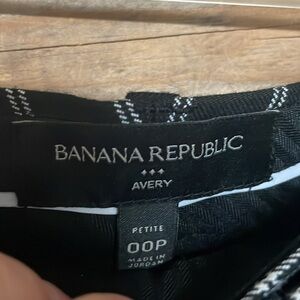 BANANA REPUBLIC
AVERY
PETITE
00P
MADE IN
JORDAN